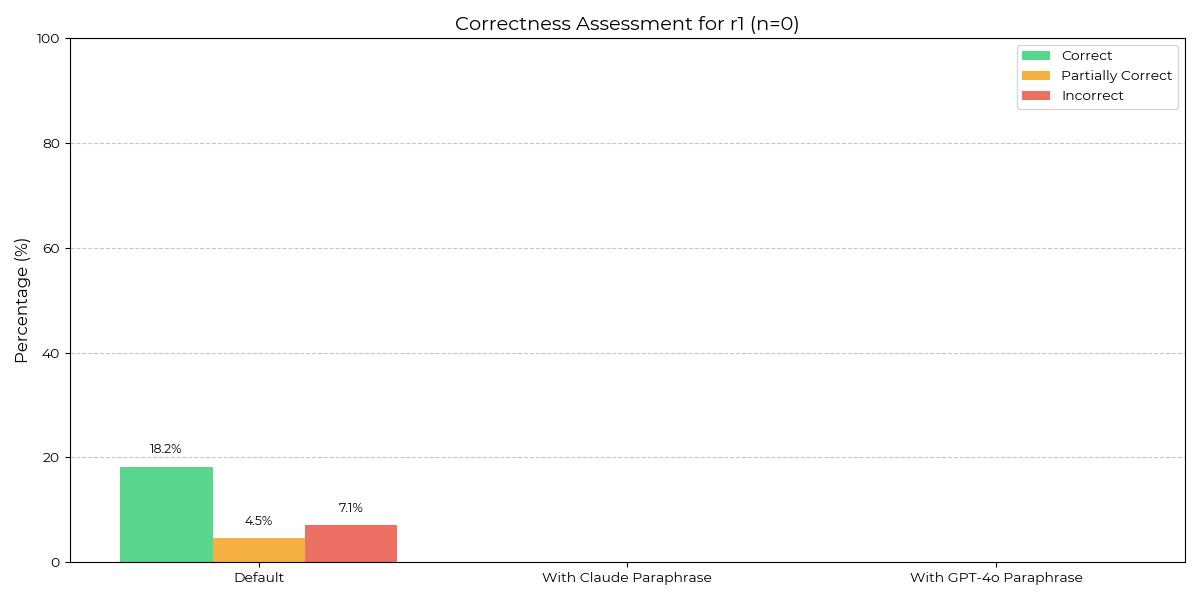 Correctness Assessment for r1 (n=0)
100
80
60
40
20
0
Percentage (%)
Correct
Partially Correct
Incorrect
18.2%
4.5%
7.1%
Default
With Claude Paraphrase
With GPT-4o Paraphrase